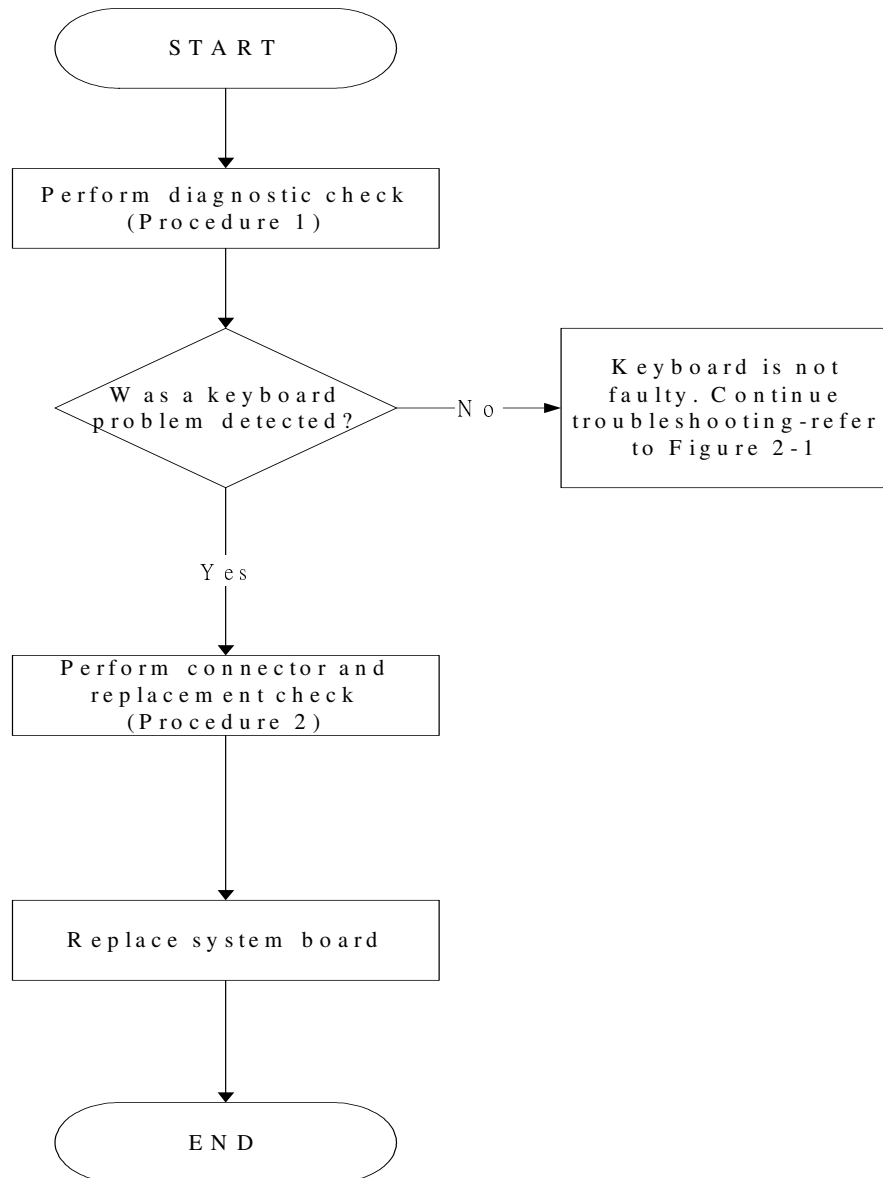 START
Perform diagnostic check
(Procedure 1)
Was a keyboard
problem detected?
No
Keyboard is not
faulty. Continue
troubleshooting-refer
to Figure 2-1
Yes
Perform connector and
replacement check
(Procedure 2)
Replace system board
END